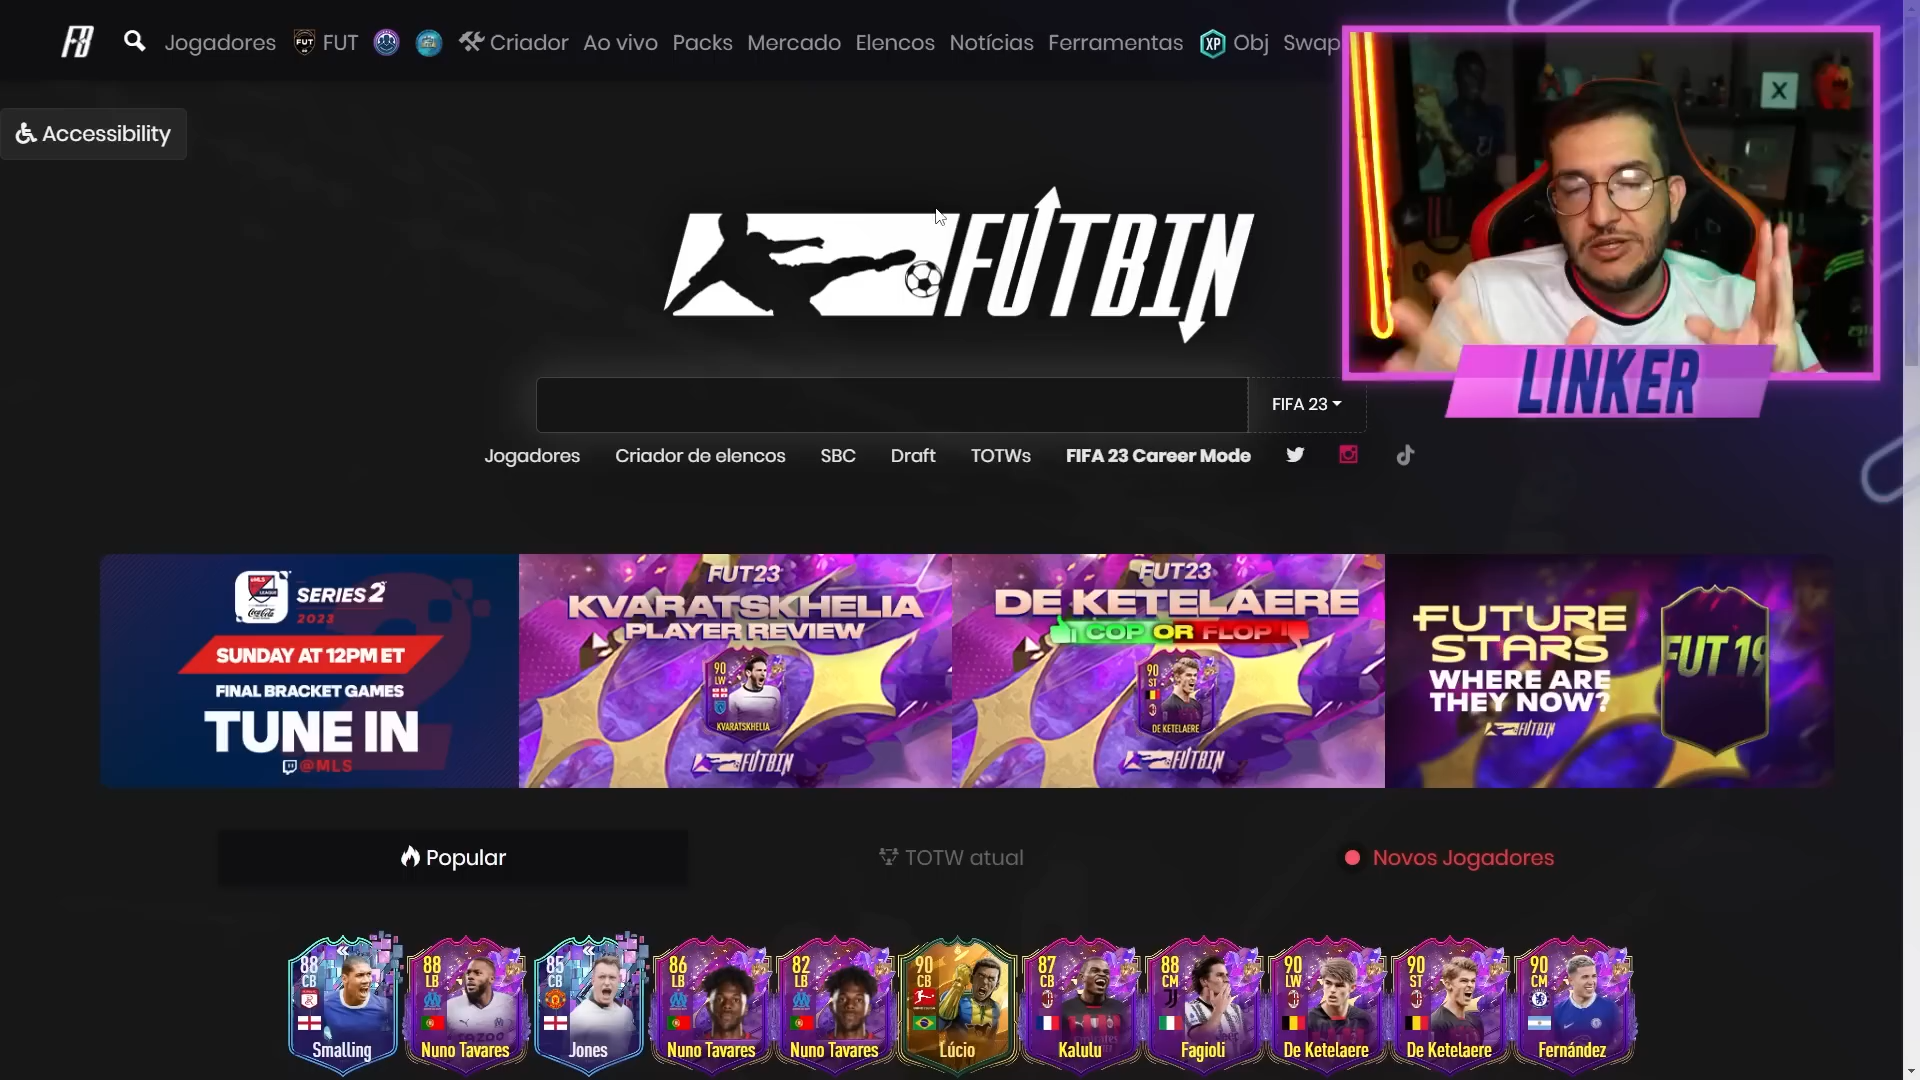 FB
Jogadores FUT Criador Ao vivo Packs Mercado Elencos Notícias Ferramentas XP Obj Swap
X
Accessibility
FUTBIN
LINKER
FIFA 23
Jogadores Criador de elencos SBC Draft TOTWs FIFA 23 Career Mode
SERIES 2
2023
SUNDAY AT 12PM ET
FINAL BRACKET GAMES
TUNE IN
@MLS
FUT23
KVARATSKHELIA
PLAYER REVIEW
90
LW
KVARATSKHELIA
FUTBIN
FUT23
DE KETELAERE
COP OR FLOP
90
ST
DE KETELAERE
FUTBIN
FUTURE
STARS
WHERE ARE
THEY NOW?
FUTBIN
FUT 19
Popular TOTW atual Novos Jogadores
88
CB
Smalling
88
LB
Nuno Tavares
85
CB
Jones
86
LB
Nuno Tavares
82
LB
Nuno Tavares
90
CB
Lúcio
87
CB
Kalulu
88
CM
Fagioli
90
LW
De Ketelaere
90
ST
De Ketelaere
90
CM
Fernández